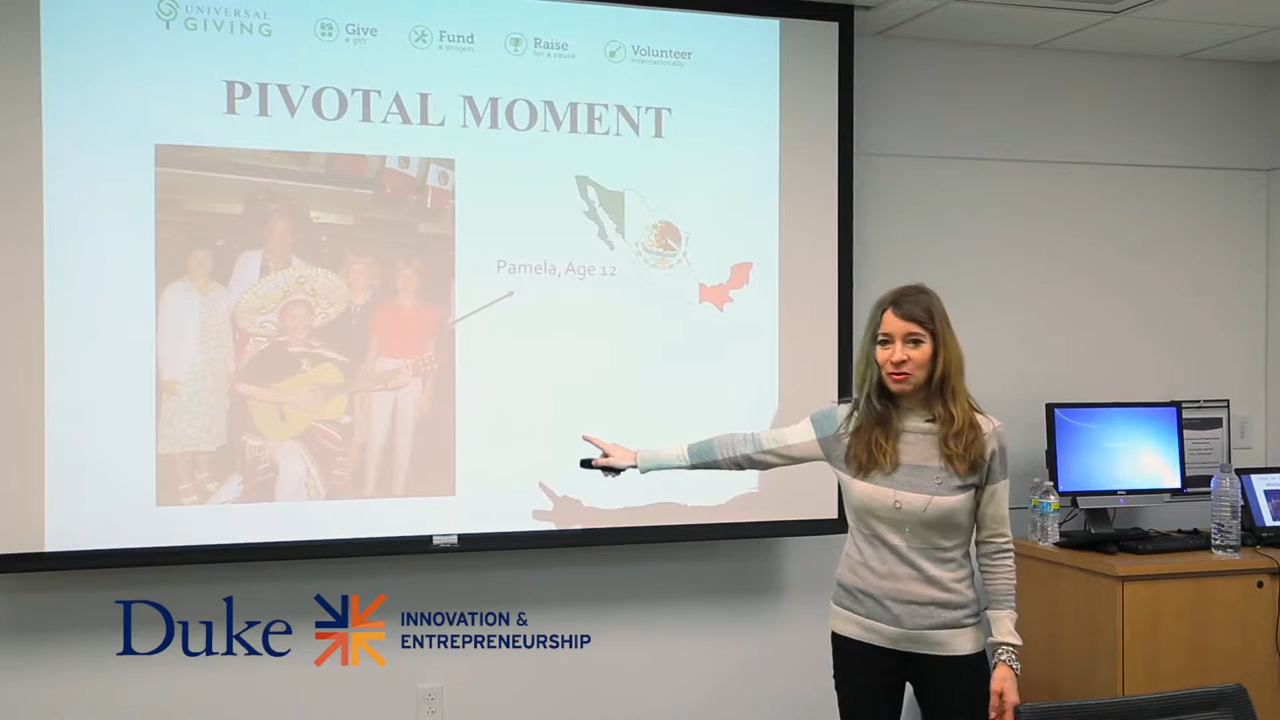 UNIVERSAL
GIVING
Give
a gift
Fund
a project
Raise
for a cause
Volunteer
internationally
PIVOTAL MOMENT
Pamela, Age 12
Duke
INNOVATION &
ENTREPRENEURSHIP
DELL